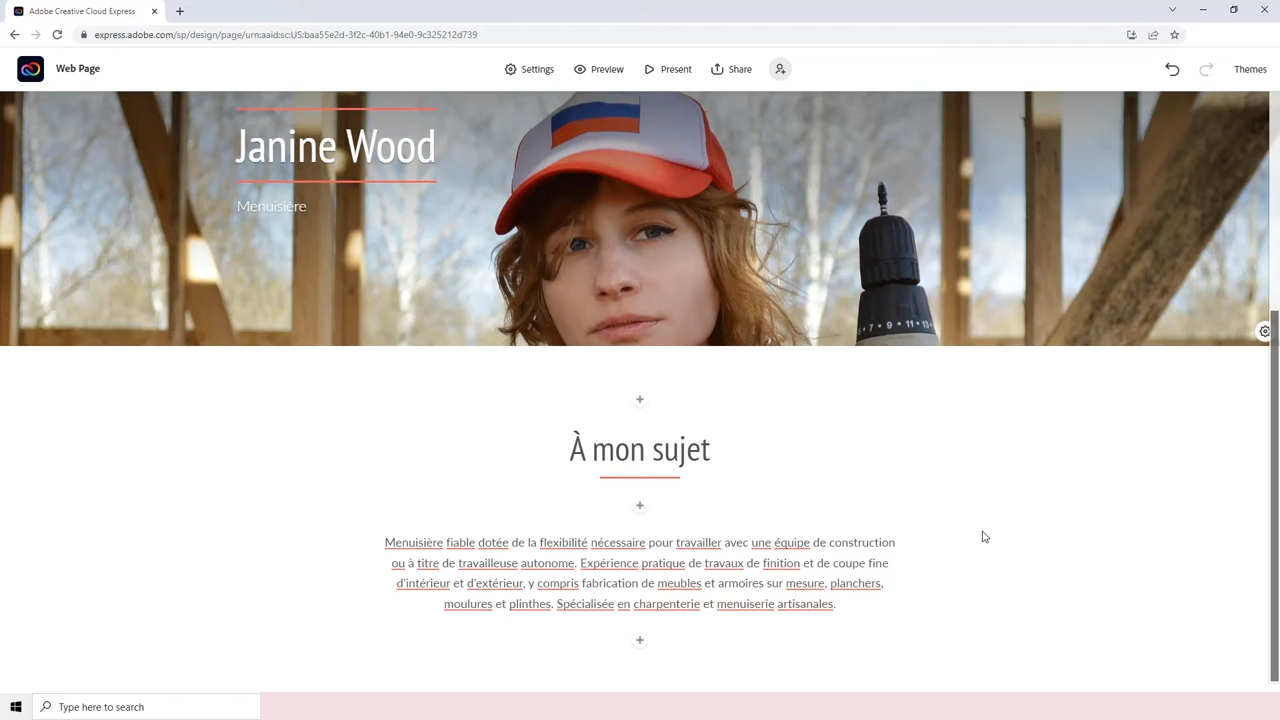 Adobe Creative Cloud Express
express.adobe.com/sp/design/page/urn:aaid:sc:US:baa55e2d-3f2c-40b1-94e0-9c325212d739
Web Page
Settings
Preview
Present
Share
Themes
Janine Wood
Menuisière
7 • 9 • 11 • 13
À mon sujet
Menuisière fiable dotée de la flexibilité nécessaire pour travailler avec une équipe de construction
ou à titre de travailleuse autonome. Expérience pratique de travaux de finition et de coupe fine
d'intérieur et d'extérieur, y compris fabrication de meubles et armoires sur mesure, planchers,
moulures et plinthes. Spécialisée en charpenterie et menuiserie artisanales.
Type here to search